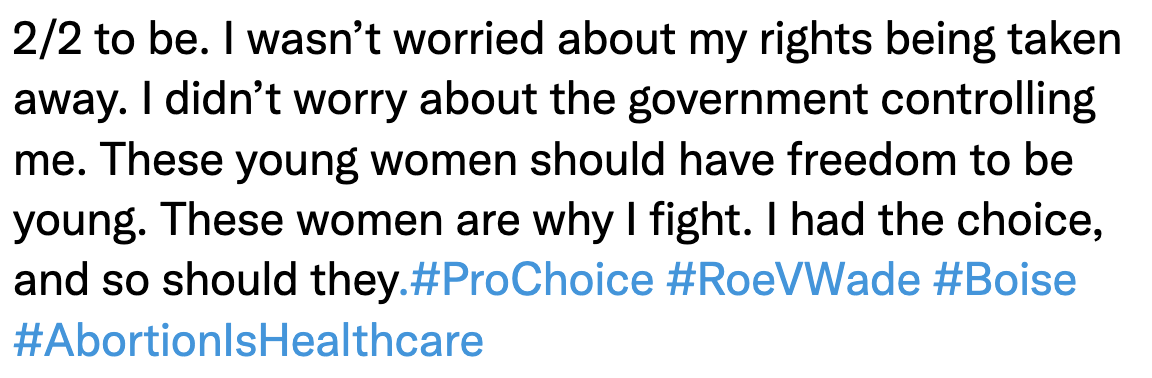 2/2 to be. I wasn’t worried about my rights being taken
away. I didn’t worry about the government controlling
me. These young women should have freedom to be
young. These women are why I fight. I had the choice,
and so should they.#ProChoice #RoeVWade #Boise
#AbortionIsHealthcare